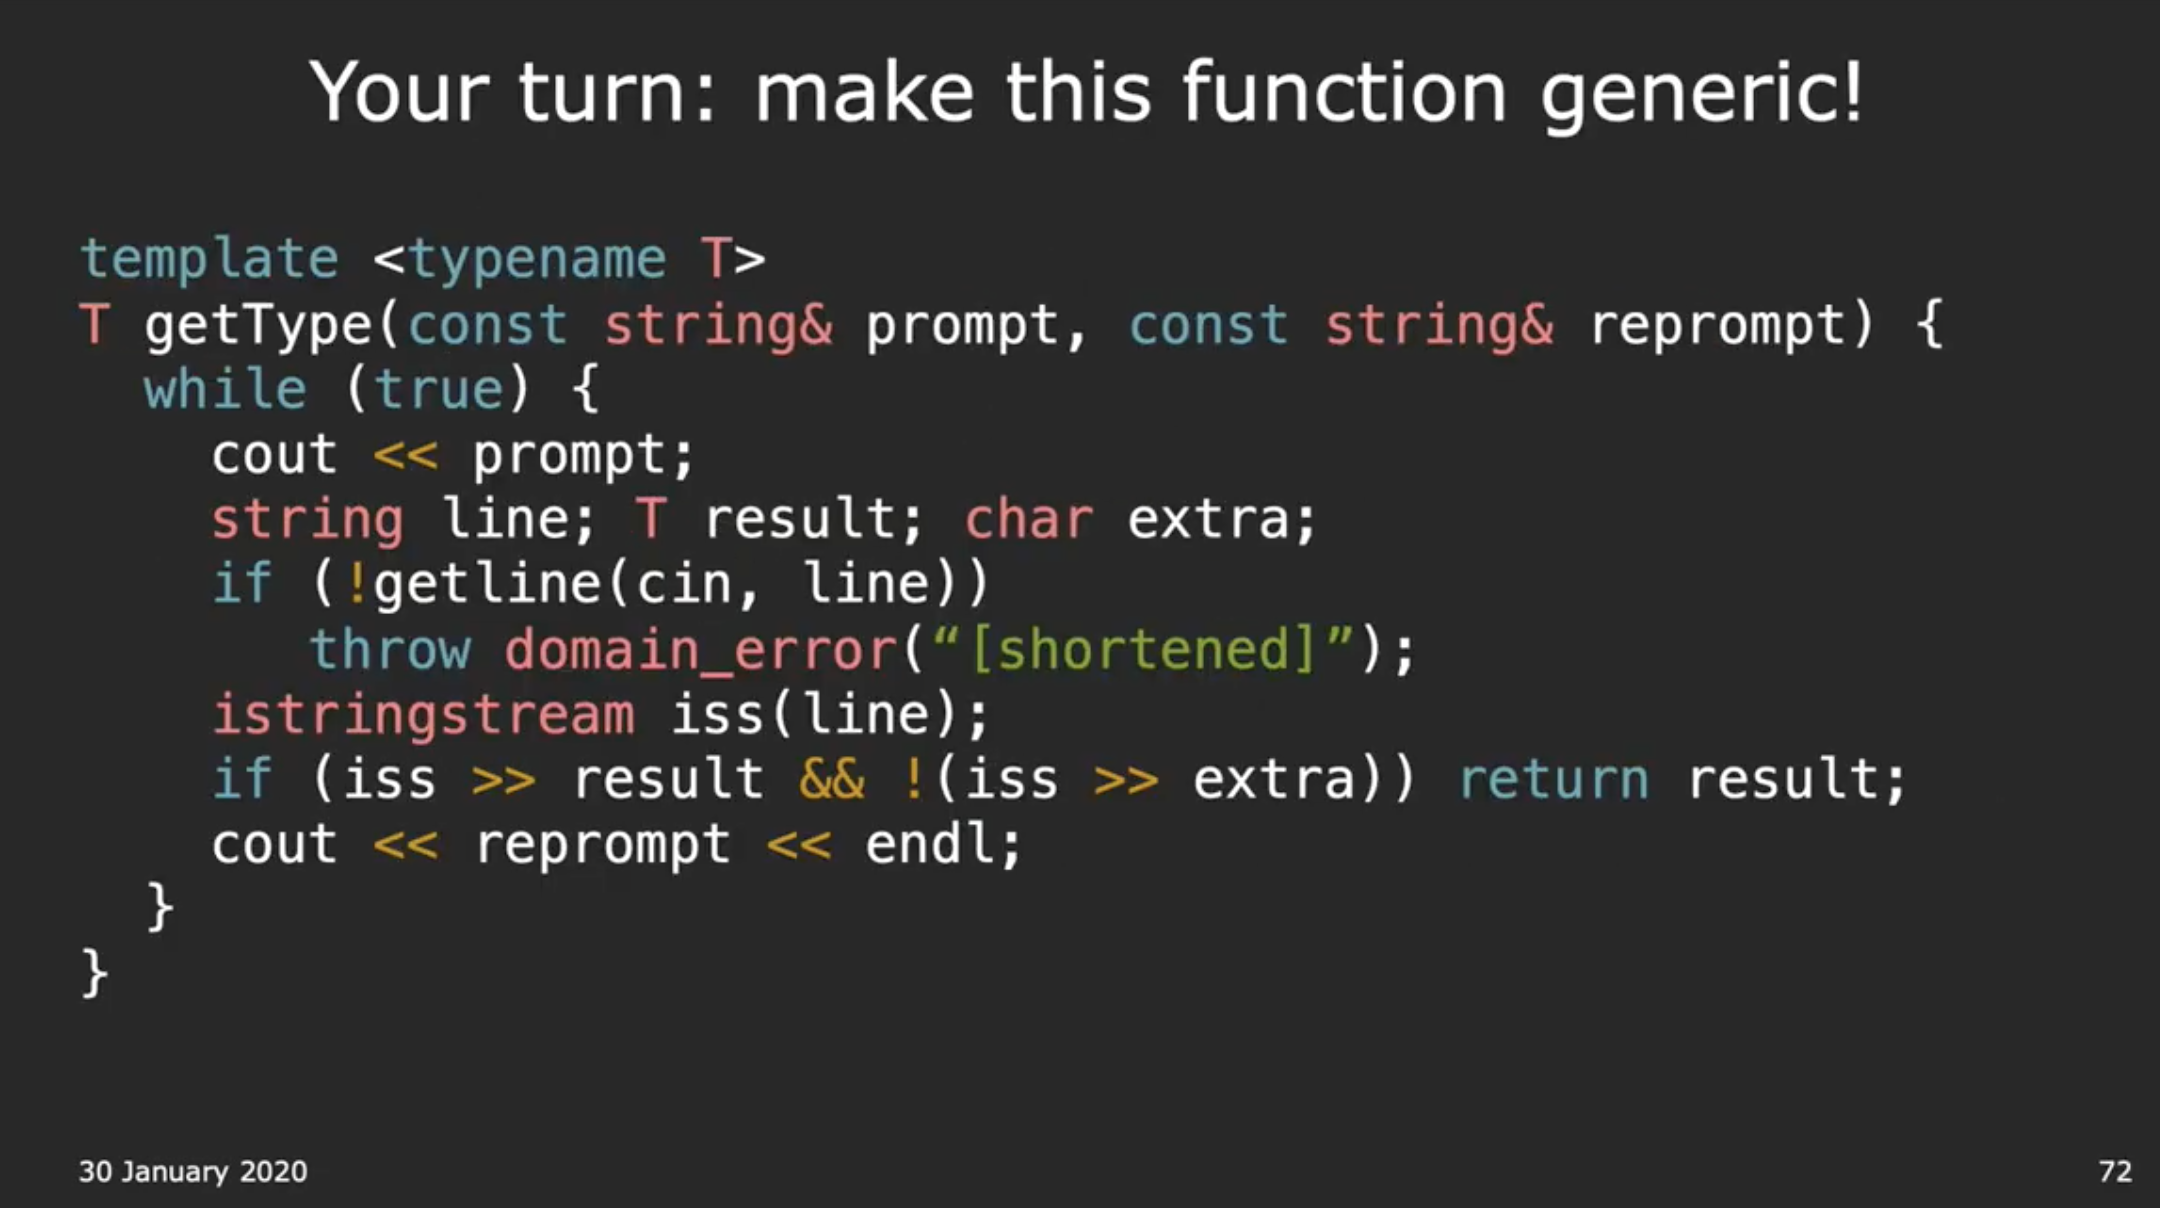 Your turn: make this function generic!
template <typename T>
T getType(const string& prompt, const string& reprompt) {
  while (true) {
    cout << prompt;
    string line; T result; char extra;
    if (!getline(cin, line))
       throw domain_error(“[shortened]”);
    istringstream iss(line);
    if (iss >> result && !(iss >> extra)) return result;
    cout << reprompt << endl;
  }
}
30 January 2020
72